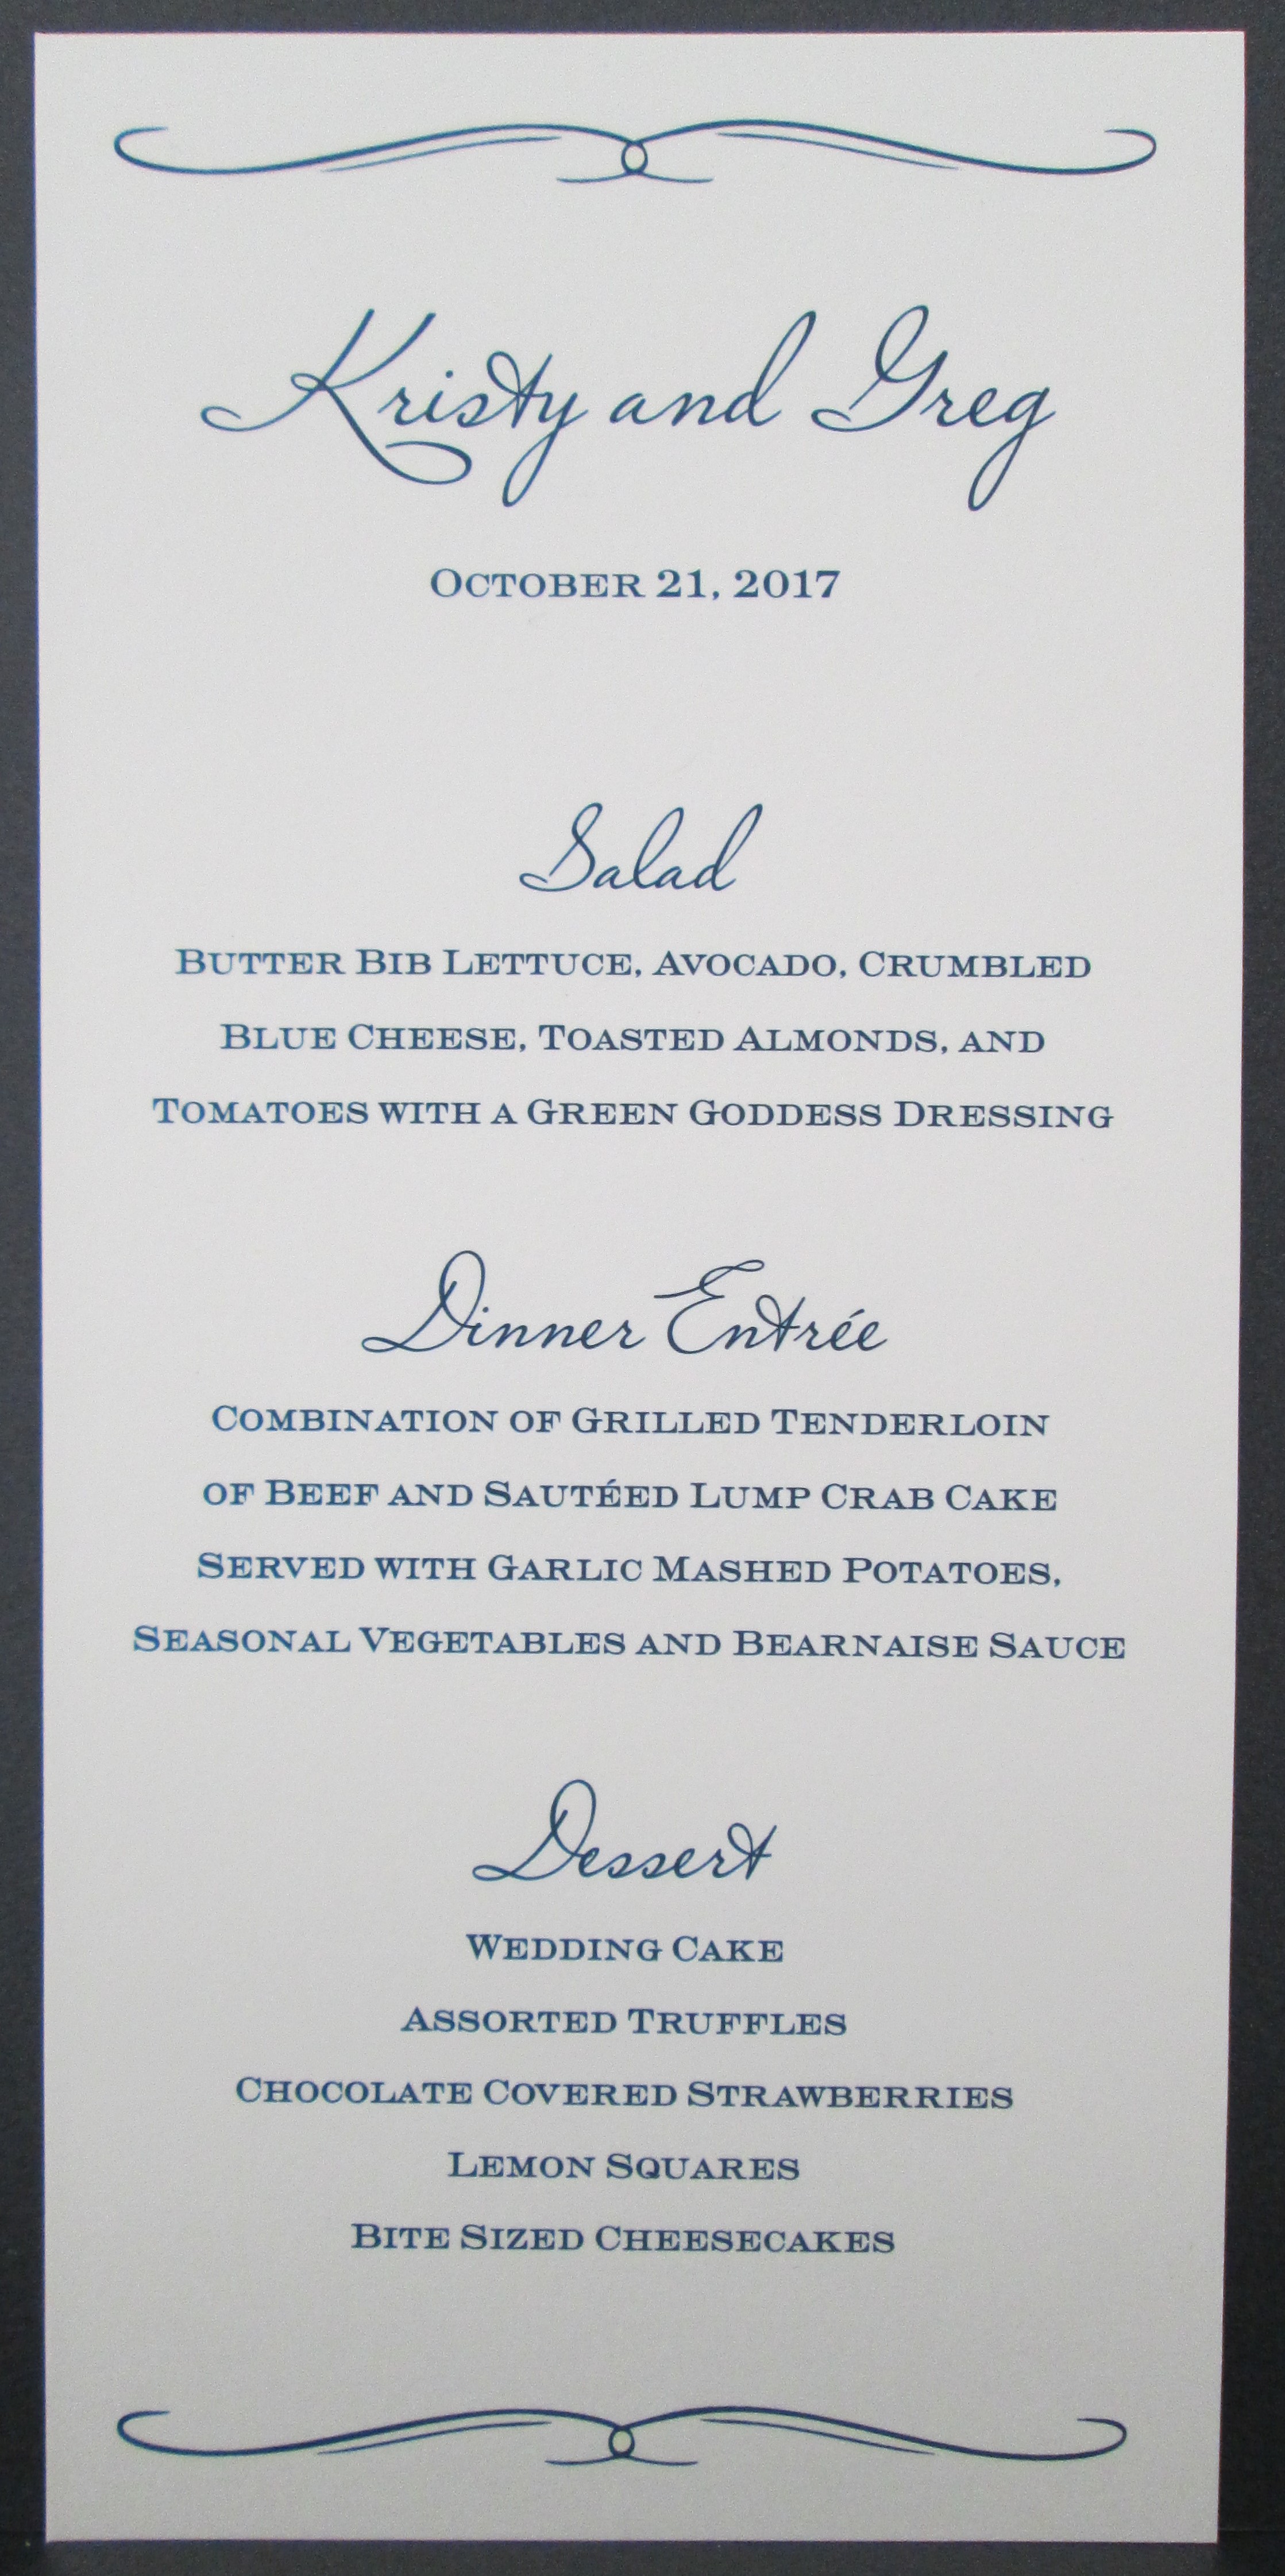 Kristy and Greg
October 21, 2017
Salad
Butter Bib Lettuce, Avocado, Crumbled
Blue Cheese, Toasted Almonds, and
Tomatoes with a Green Goddess Dressing
Dinner Entrée
Combination of Grilled Tenderloin
of Beef and Sautéed Lump Crab Cake
Served with Garlic Mashed Potatoes,
Seasonal Vegetables and Bearnaise Sauce
Dessert
Wedding Cake
Assorted Truffles
Chocolate Covered Strawberries
Lemon Squares
Bite Sized Cheesecakes